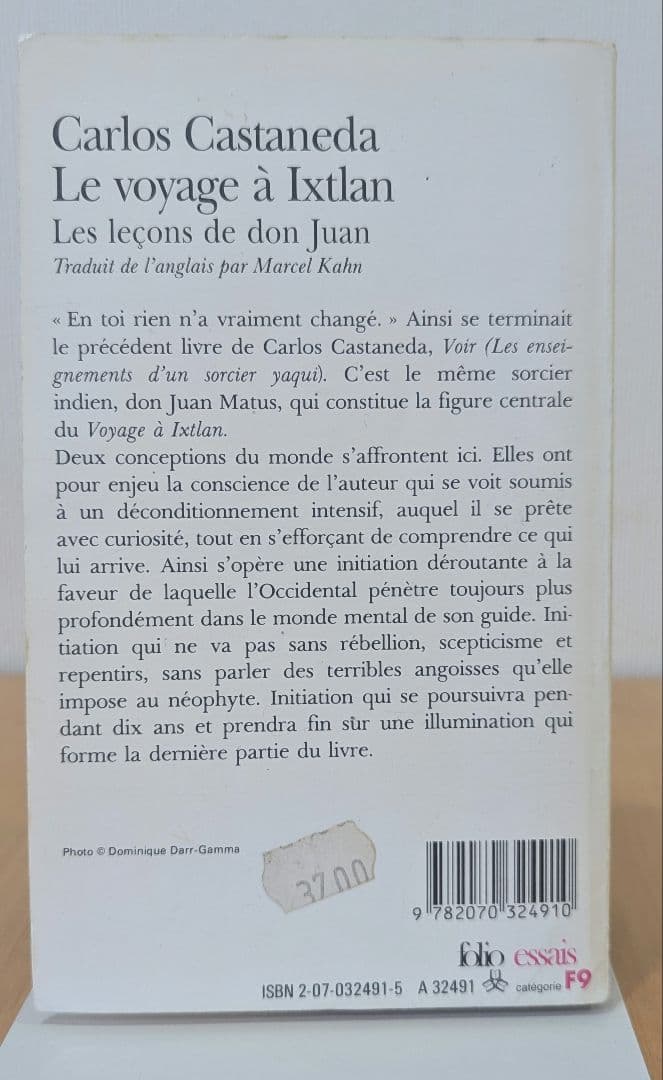 Carlos Castaneda
Le voyage à Ixtlan
Les leçons de don Juan
Traduit de l'anglais par Marcel Kahn
« En toi rien n'a vraiment changé. » Ainsi se terminait
le précédent livre de Carlos Castaneda, Voir (Les ensei-
gnements d'un sorcier yaqui). C'est le même sorcier
indien, don Juan Matus, qui constitue la figure centrale
du Voyage à Ixtlan.
Deux conceptions du monde s'affrontent ici. Elles ont
pour enjeu la conscience de l'auteur qui se voit soumis
à un déconditionnement intensif, auquel il se prête
avec curiosité, tout en s'efforçant de comprendre ce qui
lui arrive. Ainsi s'opère une initiation déroutante à la
faveur de laquelle l'Occidental pénètre toujours plus
profondément dans le monde mental de son guide. Ini-
tiation qui ne va pas sans rébellion, scepticisme et
repentirs, sans parler des terribles angoisses qu'elle
impose au néophyte. Initiation qui se poursuivra pen-
dant dix ans et prendra fin sur une illumination qui
forme la dernière partie du livre.
Photo © Dominique Darr-Gamma
37.00
9 782070 324910
folio essais
ISBN 2-07-032491-5 A 32491 catégorie F9